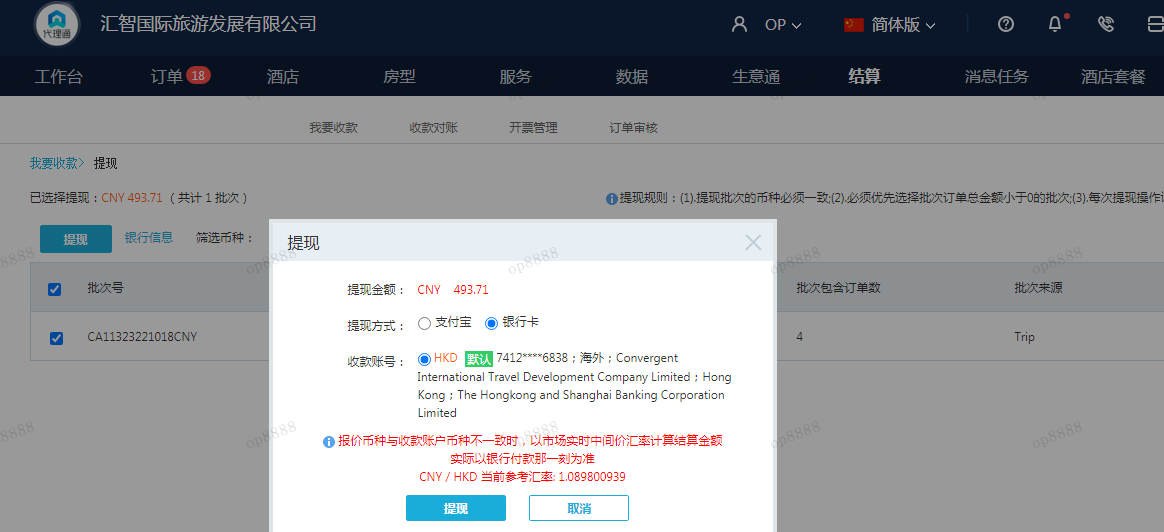 代理通
汇智国际旅游发展有限公司
OP
简体版
工作台
订单 18
酒店
房型
服务
数据
生意通
结算
消息任务
酒店套餐
我要收款
收款对账
开票管理
订单审核
我要收款> 提现
已选择提现：CNY 493.71 （ 共计 1 批次 ）
提现规则：(1).提现批次的币种必须一致;(2).必须优先选择批次订单总金额小于0的批次;(3).每次提现操作
提现
银行信息
筛选币种：
批次号
批次包含订单数
批次来源
CA11323221018CNY
4
Trip
提现
提现金额： CNY 493.71
提现方式： 支付宝 银行卡
收款账号： HKD 默认 7412****6838；海外；Convergent
International Travel Development Company Limited；Hong
Kong；The Hongkong and Shanghai Banking Corporation
Limited
报价币种与收款账户币种不一致时，以市场实时中间价汇率计算结算金额
实际以银行付款那一刻为准
CNY / HKD 当前参考汇率: 1.089800939
提现
取消
op8888
op8888
op8888
op8888
op8888
op8888
op8888
op8888